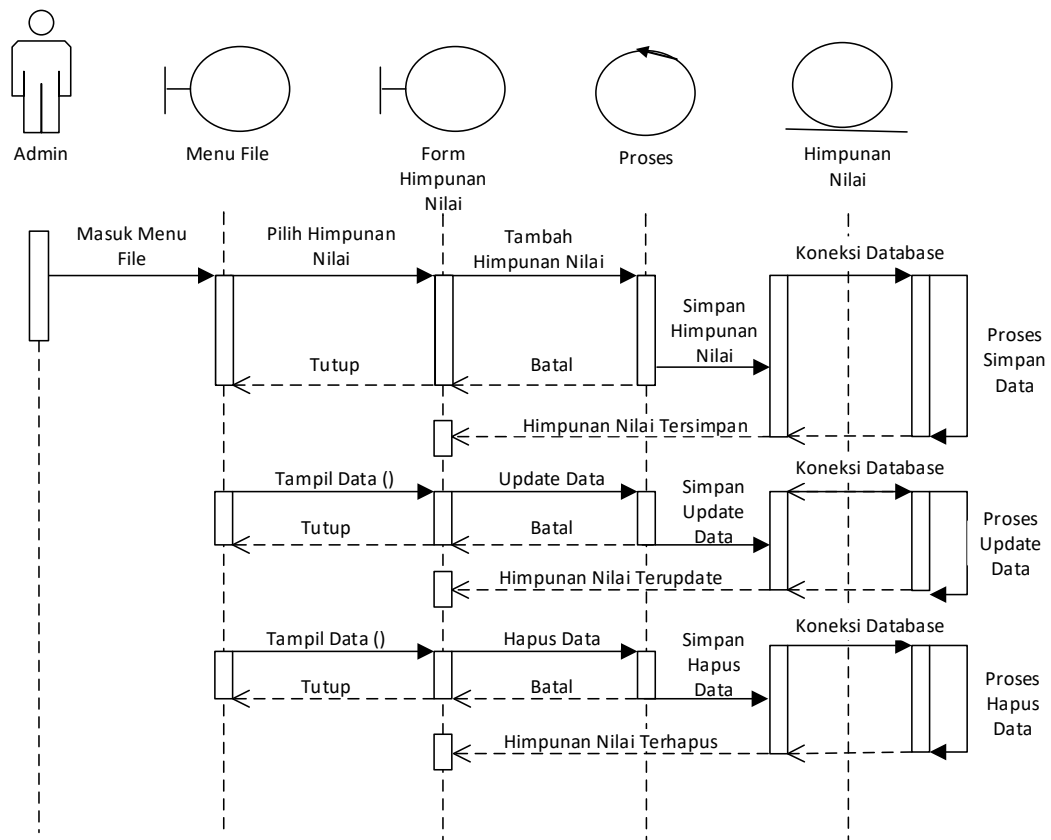 Admin
Menu File
Form
Himpunan
Nilai
Proses
Himpunan
Nilai
Masuk Menu
File
Pilih Himpunan
Nilai
Tambah
Himpunan Nilai
Koneksi Database
Simpan
Himpunan
Nilai
Proses
Simpan
Data
Tutup
Batal
Himpunan Nilai Tersimpan
Koneksi Database
Tampil Data ()
Update Data
Simpan
Update
Data
Proses
Update
Data
Tutup
Batal
Himpunan Nilai Terupdate
Koneksi Database
Tampil Data ()
Hapus Data
Simpan
Hapus
Data
Proses
Hapus
Data
Tutup
Batal
Himpunan Nilai Terhapus